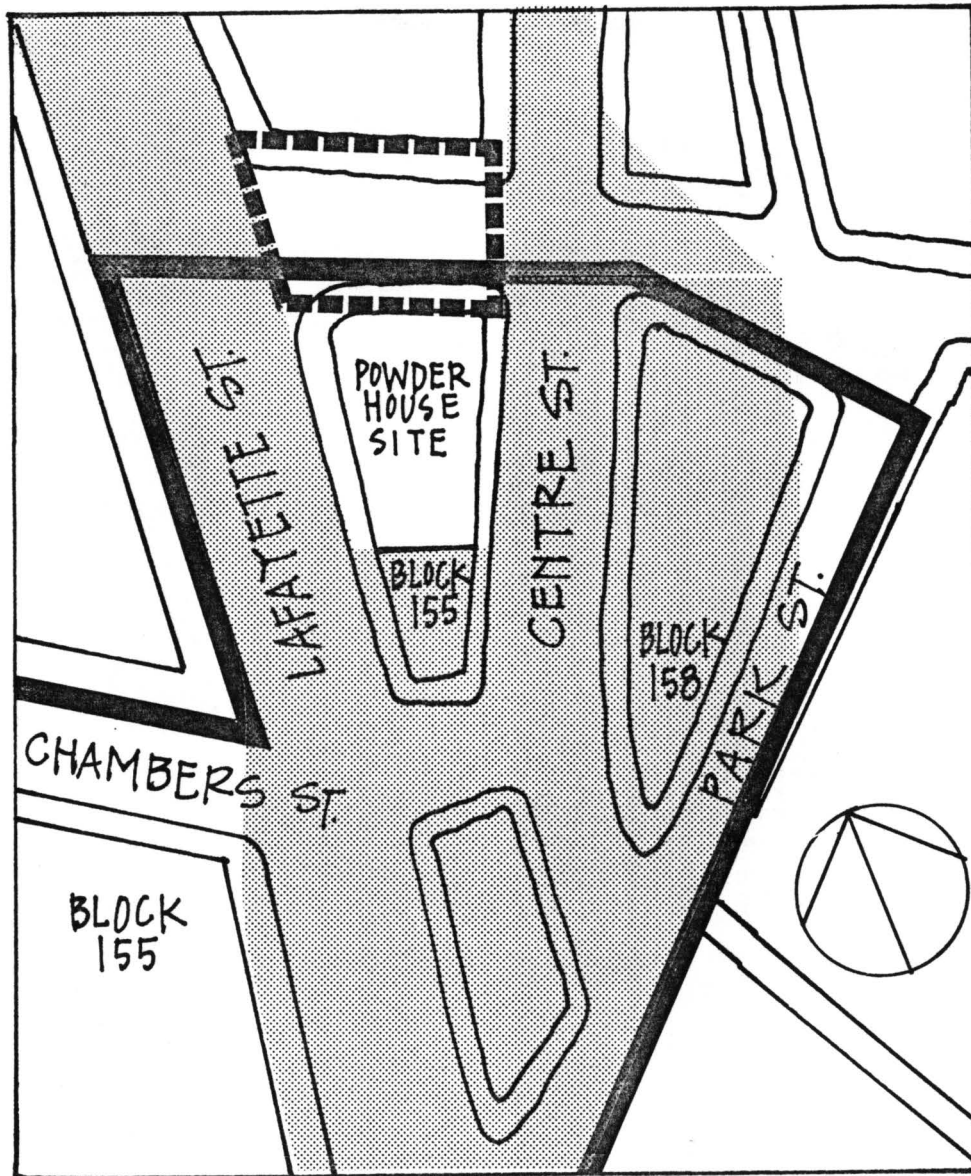 POWDER
HOUSE
SITE
LAFAYETTE ST.
CENTRE ST.
BLOCK
155
BLOCK
158
PARK ST.
CHAMBERS ST.
BLOCK
155